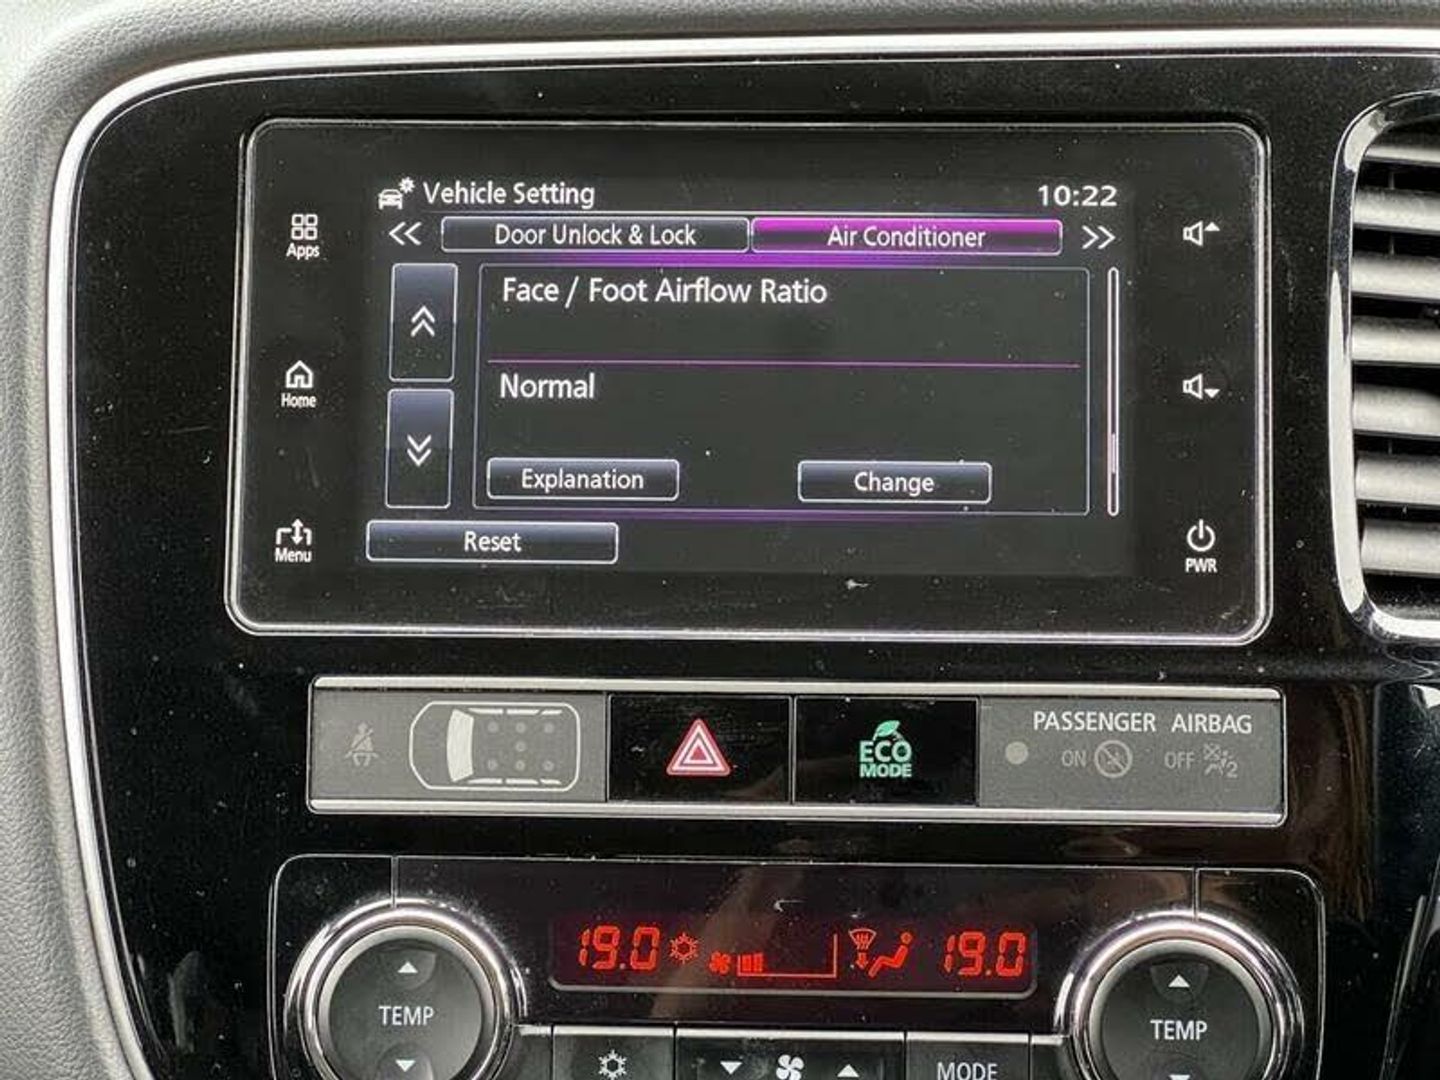 Vehicle Setting 10:22
Apps
Door Unlock & Lock Air Conditioner
Face / Foot Airflow Ratio
Home
Normal
Explanation Change
Menu
Reset
PWR
ECO
MODE
PASSENGER AIRBAG
ON OFF 2
19.0 19.0
TEMP
TEMP
MODE